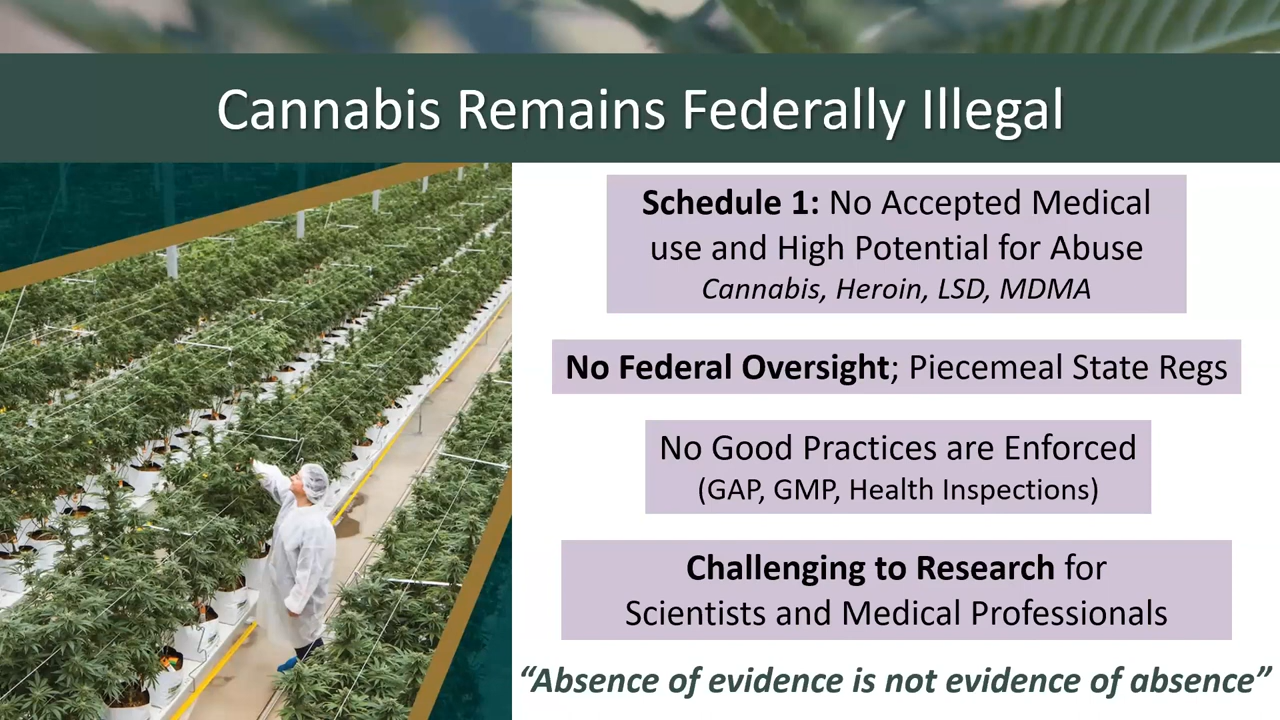 Cannabis Remains Federally Illegal
Schedule 1: No Accepted Medical
use and High Potential for Abuse
Cannabis, Heroin, LSD, MDMA
No Federal Oversight; Piecemeal State Regs
No Good Practices are Enforced
(GAP, GMP, Health Inspections)
Challenging to Research for
Scientists and Medical Professionals
“Absence of evidence is not evidence of absence”